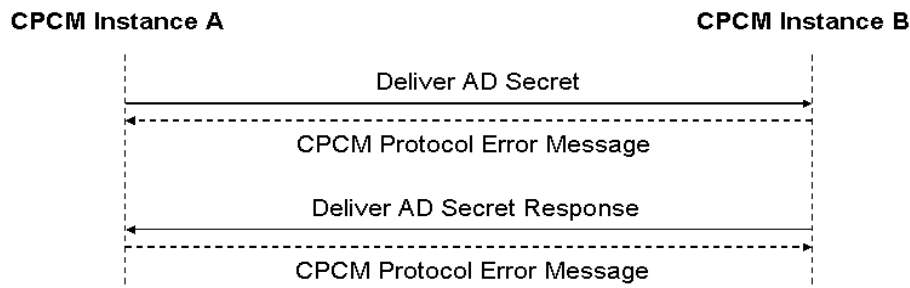 CPCM Instance A
CPCM Instance B
Deliver AD Secret
CPCM Protocol Error Message
Deliver AD Secret Response
CPCM Protocol Error Message